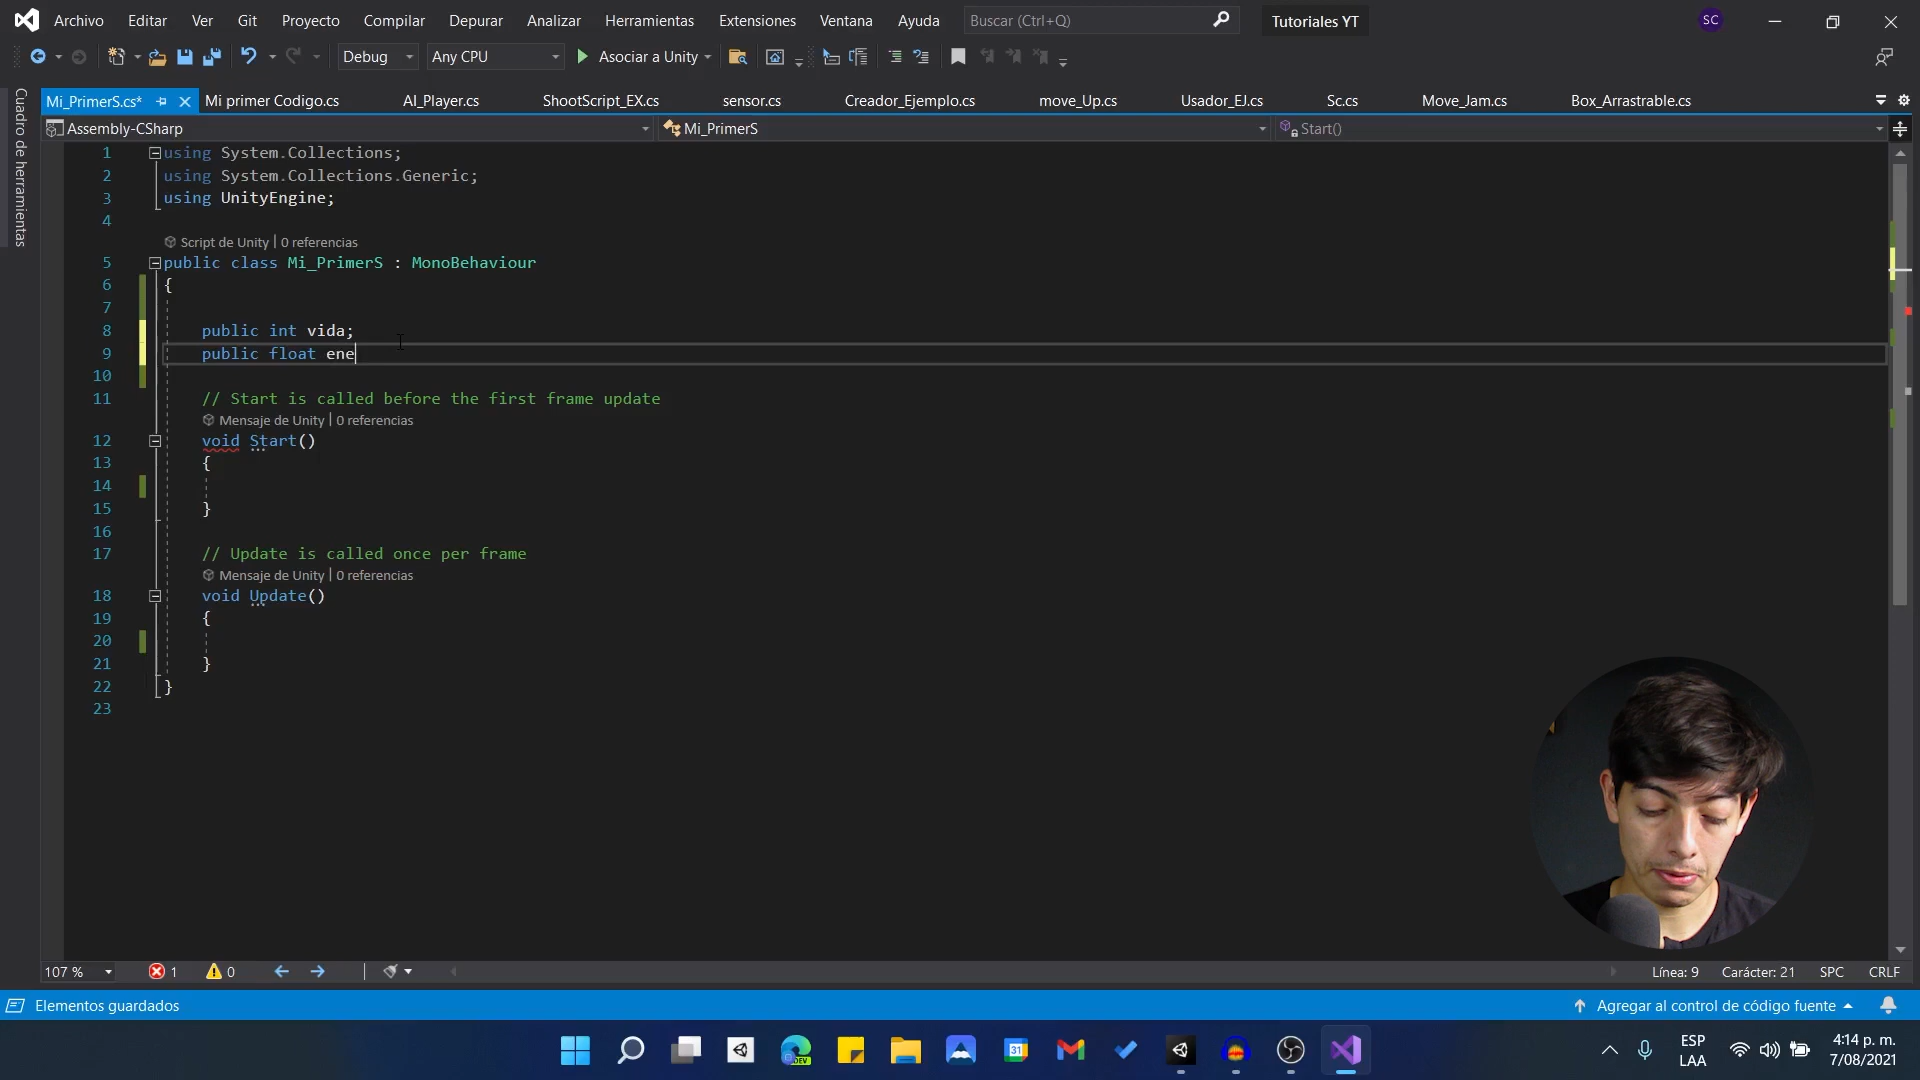 Archivo Editar Ver Git Proyecto Compilar Depurar Analizar Herramientas Extensiones Ventana Ayuda Buscar (Ctrl+Q) Tutoriales YT SC
Debug Any CPU Asociar a Unity
Cuadro de herramientas
Mi_PrimerS.cs* Mi primer Codigo.cs AI_Player.cs ShootScript_EX.cs sensor.cs Creador_Ejemplo.cs move_Up.cs Usador_EJ.cs Sc.cs Move_Jam.cs Box_Arrastrable.cs
Assembly-CSharp Mi_PrimerS Start()
1 using System.Collections;
2 using System.Collections.Generic;
3 using UnityEngine;
4
Script de Unity | 0 referencias
5 public class Mi_PrimerS : MonoBehaviour
6 {
7
8 public int vida;
9 public float ene
10
11 // Start is called before the first frame update
Mensaje de Unity | 0 referencias
12 void Start()
13 {
14
15 }
16
17 // Update is called once per frame
Mensaje de Unity | 0 referencias
18 void Update()
19 {
20
21 }
22 }
23
107 % 1 0 Línea: 9 Carácter: 21 SPC CRLF
Elementos guardados Agregar al control de código fuente
DEV 31 ESP 4:14 p. m.
LAA 7/08/2021